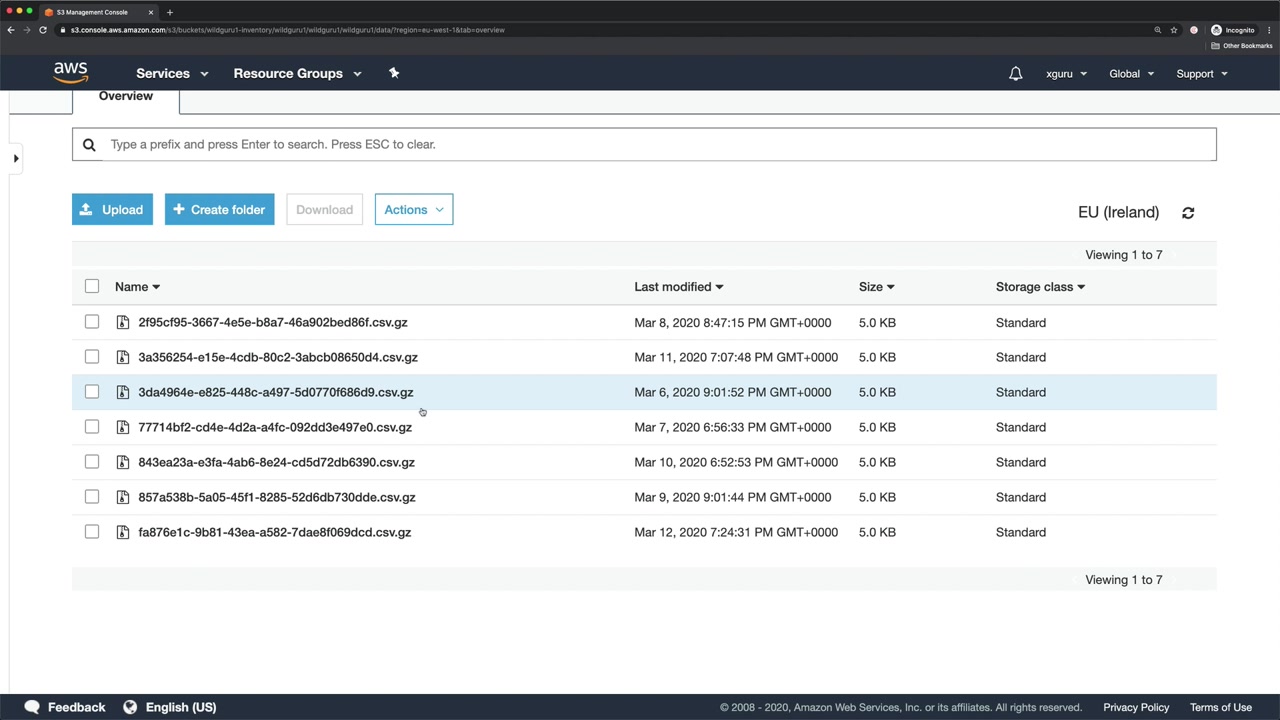 S3 Management Console
s3.console.aws.amazon.com/s3/buckets/wildguru1-inventory/wildguru1/wildguru1/wildguru1/data/?region=eu-west-1&tab=overview
Incognito
Other Bookmarks
aws
Services
Resource Groups
xguru
Global
Support
Overview
Type a prefix and press Enter to search. Press ESC to clear.
Upload
Create folder
Download
Actions
EU (Ireland)
Viewing 1 to 7
Name Last modified Size Storage class
2f95cf95-3667-4e5e-b8a7-46a902bed86f.csv.gz Mar 8, 2020 8:47:15 PM GMT+0000 5.0 KB Standard
3a356254-e15e-4cdb-80c2-3abcb08650d4.csv.gz Mar 11, 2020 7:07:48 PM GMT+0000 5.0 KB Standard
3da4964e-e825-448c-a497-5d0770f686d9.csv.gz Mar 6, 2020 9:01:52 PM GMT+0000 5.0 KB Standard
77714bf2-cd4e-4d2a-a4fc-092dd3e497e0.csv.gz Mar 7, 2020 6:56:33 PM GMT+0000 5.0 KB Standard
843ea23a-e3fa-4ab6-8e24-cd5d72db6390.csv.gz Mar 10, 2020 6:52:53 PM GMT+0000 5.0 KB Standard
857a538b-5a05-45f1-8285-52d6db730dde.csv.gz Mar 9, 2020 9:01:44 PM GMT+0000 5.0 KB Standard
fa876e1c-9b81-43ea-a582-7dae8f069dcd.csv.gz Mar 12, 2020 7:24:31 PM GMT+0000 5.0 KB Standard
Viewing 1 to 7
Feedback
English (US)
© 2008 - 2020, Amazon Web Services, Inc. or its affiliates. All rights reserved.
Privacy Policy
Terms of Use